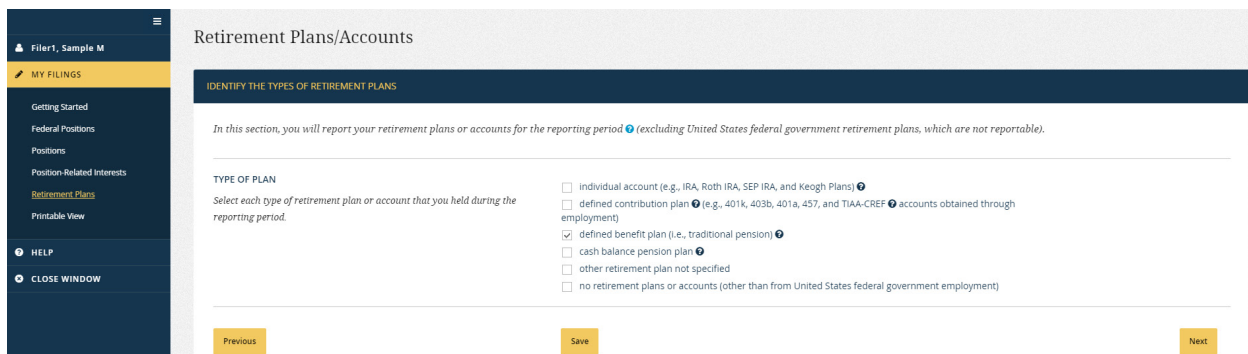 Filer1, Sample M
MY FILINGS
Getting Started
Federal Positions
Positions
Position-Related Interests
Retirement Plans
Printable View
HELP
CLOSE WINDOW
Retirement Plans/Accounts
IDENTIFY THE TYPES OF RETIREMENT PLANS
In this section, you will report your retirement plans or accounts for the reporting period ? (excluding United States federal government retirement plans, which are not reportable).
TYPE OF PLAN
Select each type of retirement plan or account that you held during the
reporting period.
individual account (e.g., IRA, Roth IRA, SEP IRA, and Keogh Plans) ?
defined contribution plan ? (e.g., 401k, 403b, 401a, 457, and TIAA-CREF ? accounts obtained through
employment)
defined benefit plan (i.e., traditional pension) ?
cash balance pension plan ?
other retirement plan not specified
no retirement plans or accounts (other than from United States federal government employment)
Previous
Save
Next